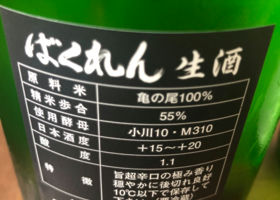 ばくれん 生酒
原料米 亀の尾100%
精米歩合 55%
使用酵母 小川10・M310
日本酒度 +15～+20
酸度 1.1
特徴 旨超辛口の極み香り
穏やかに後切れ良好
10℃以下で保存して